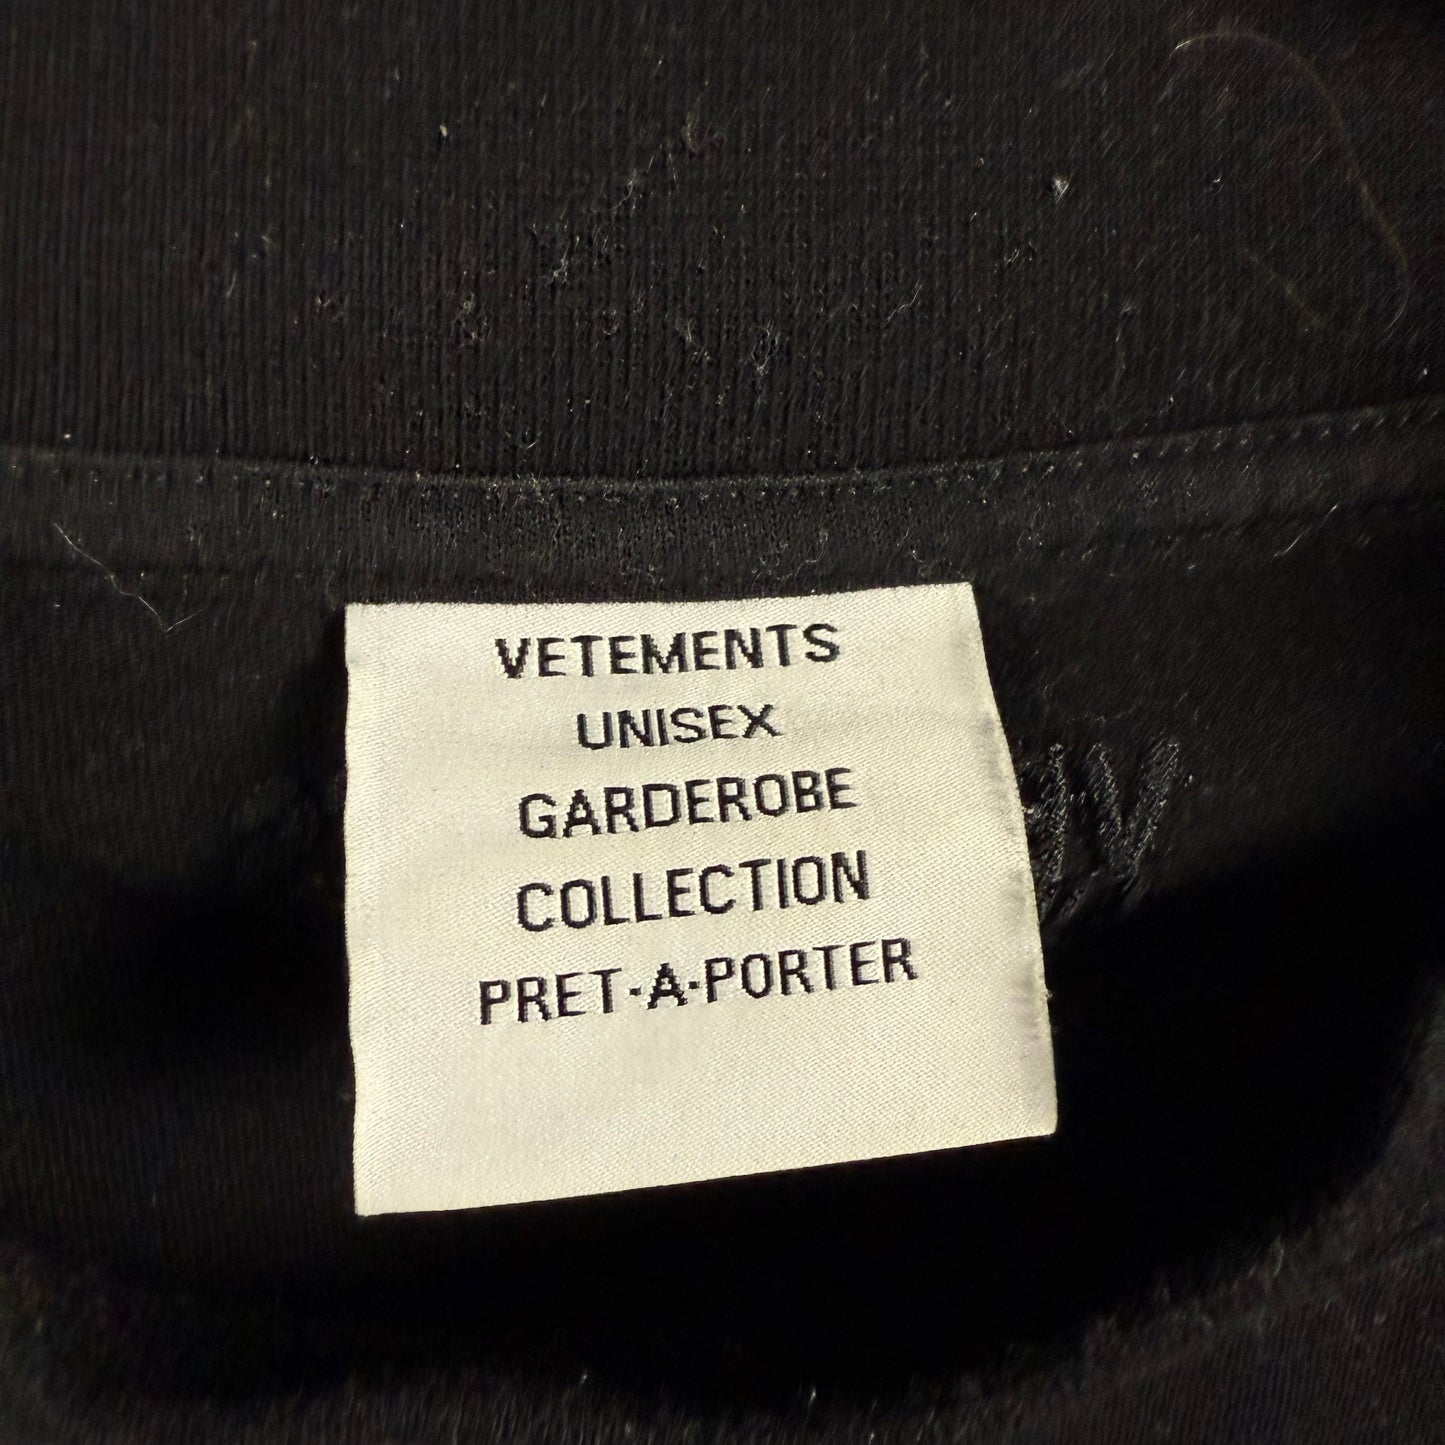 VETEMENTS
UNISEX
GARDEROBE
COLLECTION
PRET-A-PORTER